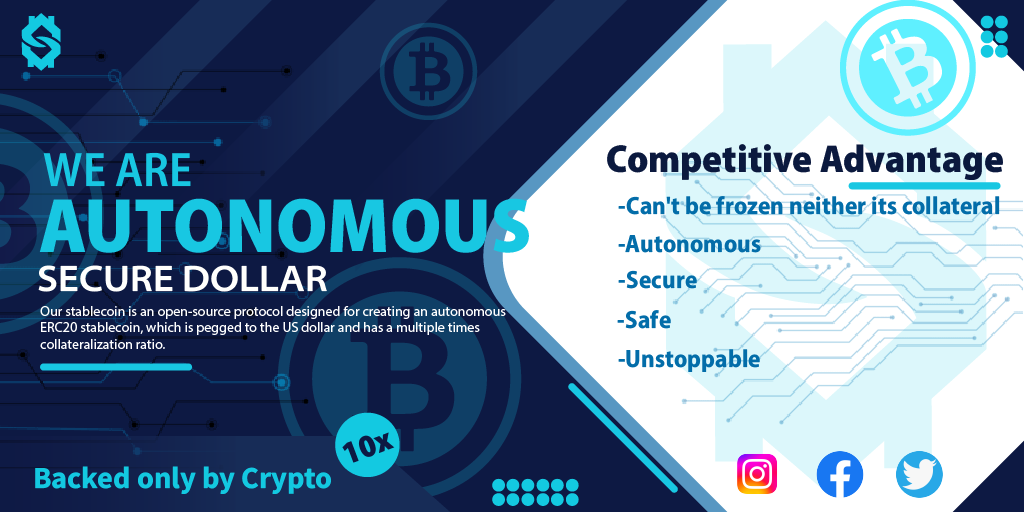 WE ARE
AUTONOMOUS
SECURE DOLLAR
Our stablecoin is an open-source protocol designed for creating an autonomous
ERC20 stablecoin, which is pegged to the US dollar and has a multiple times
collateralization ratio.
10x
Backed only by Crypto
Competitive Advantage
-Can't be frozen neither its collateral
-Autonomous
-Secure
-Safe
-Unstoppable